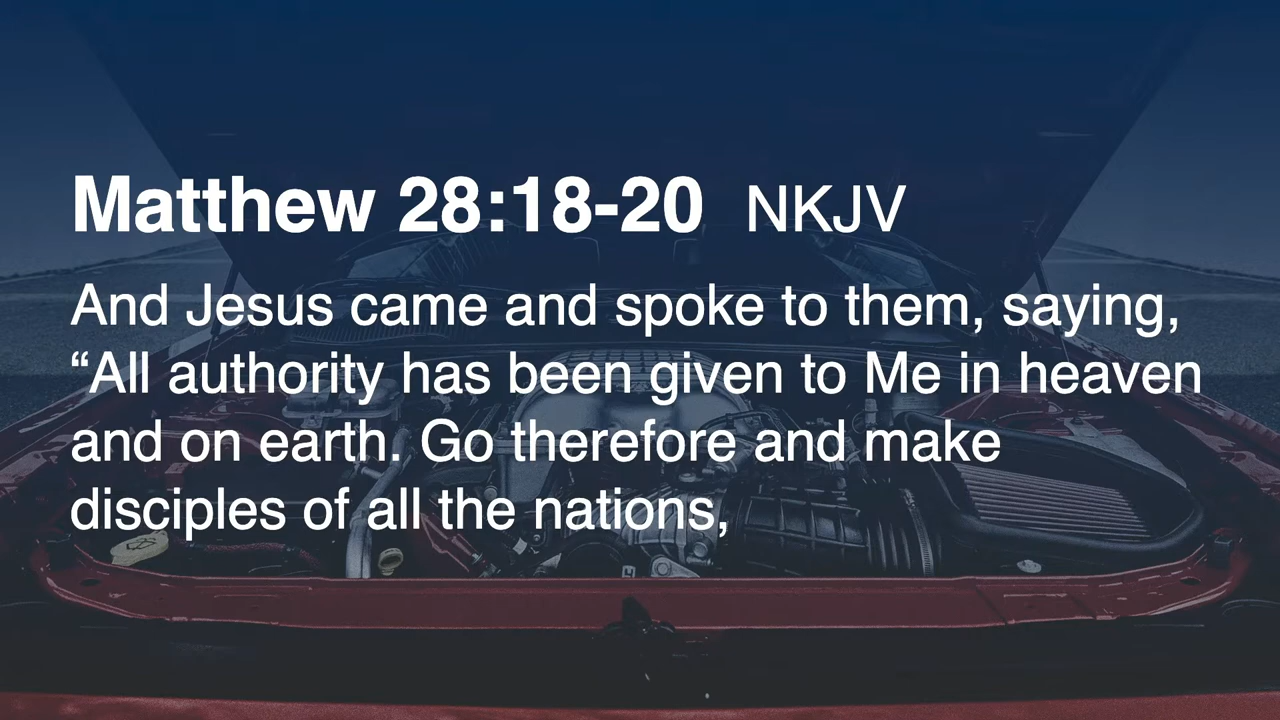 Matthew 28:18-20 NKJV
And Jesus came and spoke to them, saying,
“All authority has been given to Me in heaven
and on earth. Go therefore and make
disciples of all the nations,